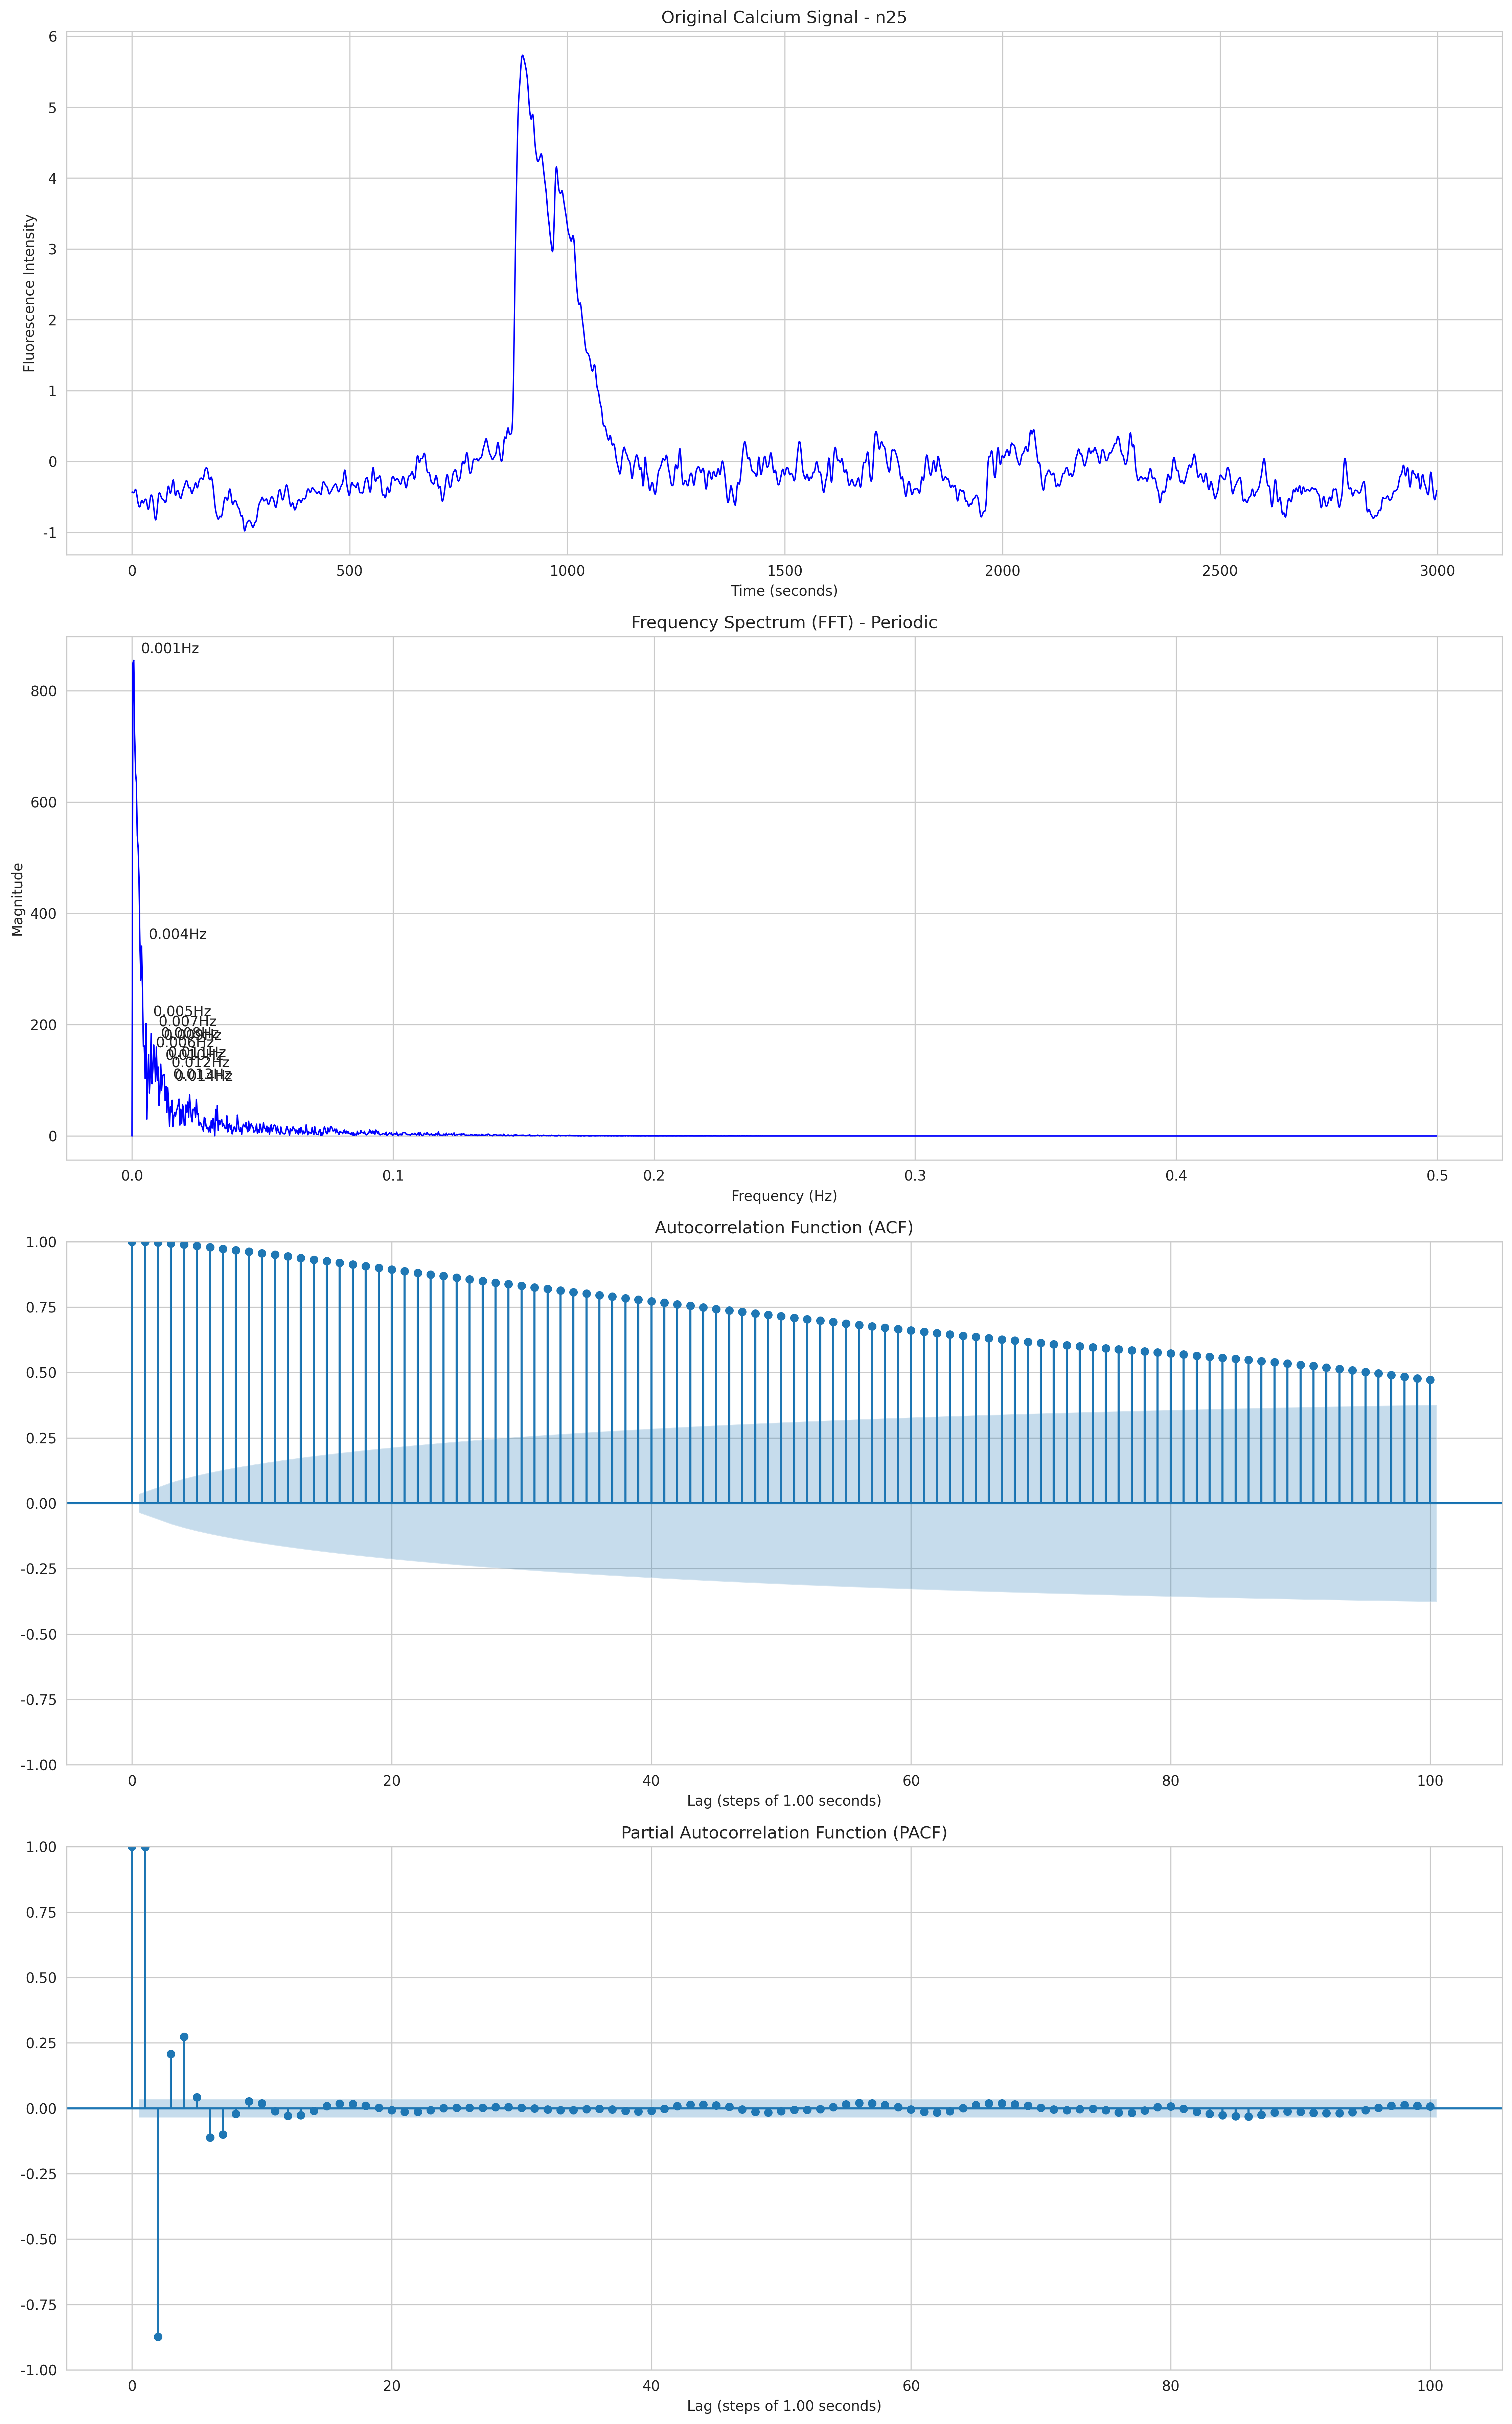 Original Calcium Signal - n25
6
5
4
3
2
1
0
-1
Fluorescence Intensity
0 500 1000 1500 2000 2500 3000
Time (seconds)
Frequency Spectrum (FFT) - Periodic
0.001Hz
800
600
400
200
0
Magnitude
0.004Hz
0.005Hz
0.007Hz
0.006Hz
0.012Hz
0.014Hz
0.0 0.1 0.2 0.3 0.4 0.5
Frequency (Hz)
Autocorrelation Function (ACF)
1.00
0.75
0.50
0.25
0.00
-0.25
-0.50
-0.75
-1.00
0 20 40 60 80 100
Lag (steps of 1.00 seconds)
Partial Autocorrelation Function (PACF)
1.00
0.75
0.50
0.25
0.00
-0.25
-0.50
-0.75
-1.00
0 20 40 60 80 100
Lag (steps of 1.00 seconds)